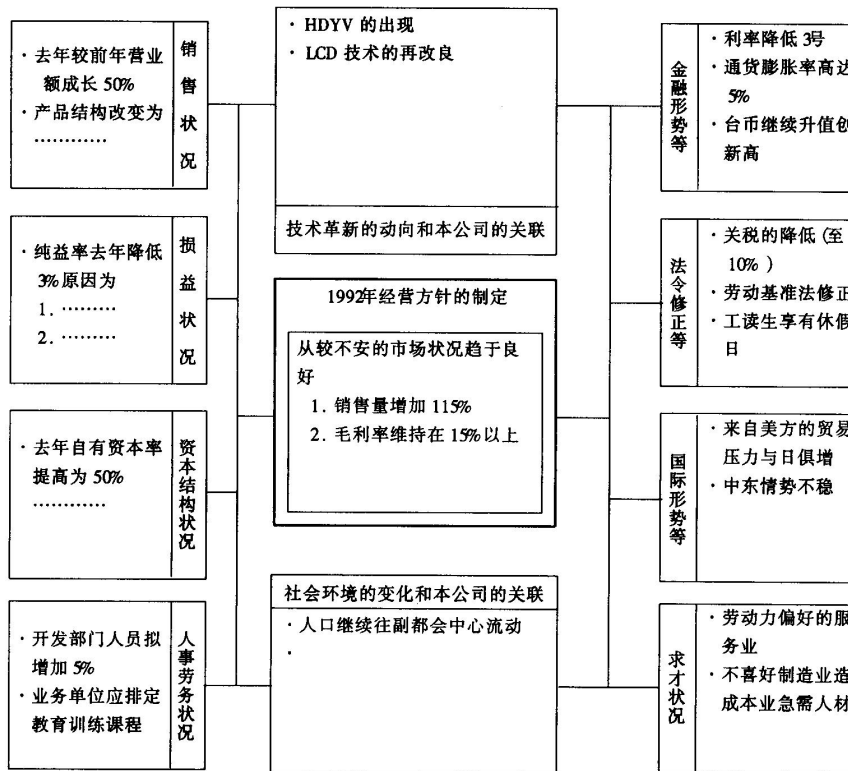 · 去年较前年营业
额成长 50%
· 产品结构改变为
…………
销售状况
· 纯益率去年降低
3%原因为
1. ………
2. ………
损益状况
· 去年自有资本率
提高为 50%
…………
资本结构状况
· 开发部门人员拟
增加 5%
· 业务单位应排定
教育训练课程
人事劳务状况
· HDYV 的出现
· LCD 技术的再改良
技术革新的动向和本公司的关联
1992年经营方针的制定
从较不安的市场状况趋于良
好
1. 销售量增加 115%
2. 毛利率维持在 15%以上
社会环境的变化和本公司的关联
· 人口继续往副都会中心流动
·
金融形势等
· 利率降低 3号
· 通货膨胀率高达
5%
· 台币继续升值创
新高
法令修正等
· 关税的降低 (至
10% )
· 劳动基准法修正
· 工读生享有休假
日
国际形势等
· 来自美方的贸易
压力与日俱增
· 中东情势不稳
求才状况
· 劳动力偏好的服
务业
· 不喜好制造业造
成本业急需人材